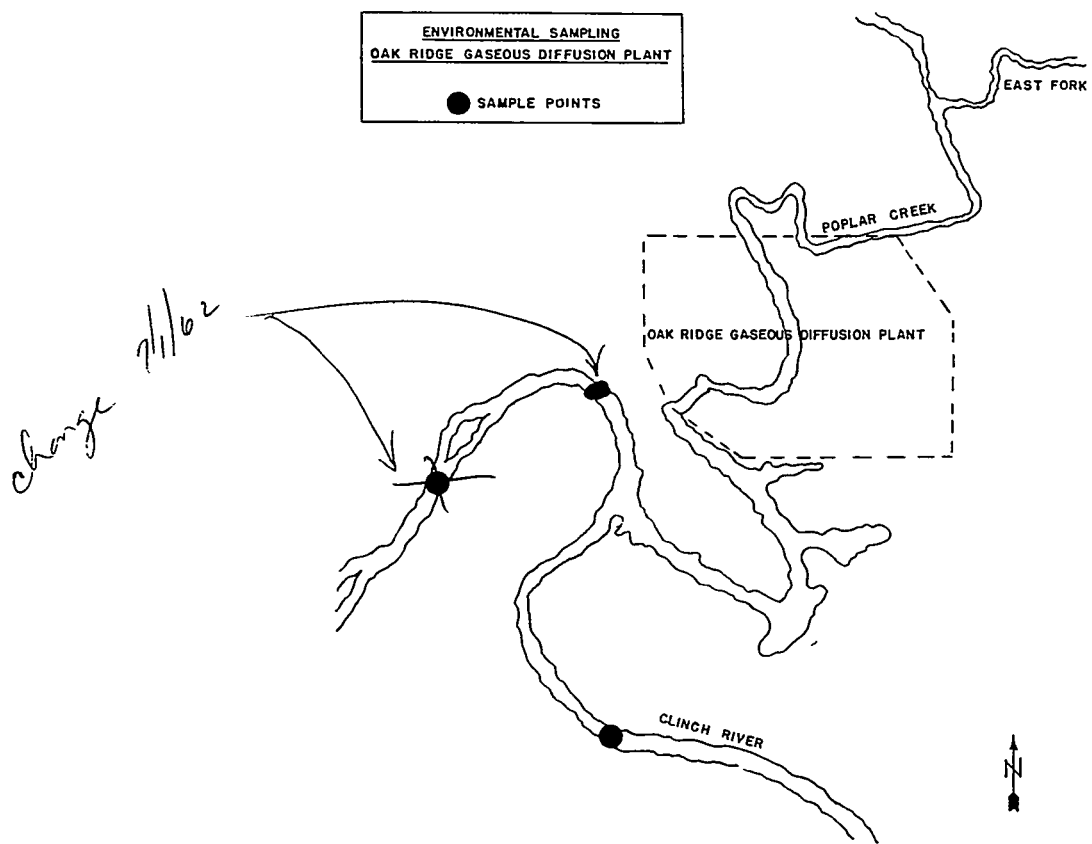 ENVIRONMENTAL SAMPLING
OAK RIDGE GASEOUS DIFFUSION PLANT
SAMPLE POINTS
EAST FORK
POPLAR CREEK
OAK RIDGE GASEOUS DIFFUSION PLANT
change 7/1/62
CLINCH RIVER
N